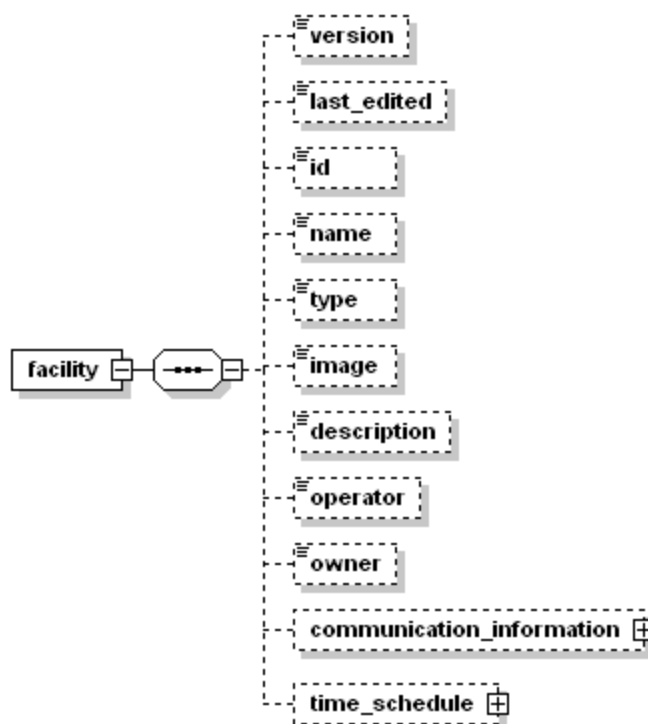 version
last_edited
id
name
type
facility
image
description
operator
owner
communication_information
time_schedule